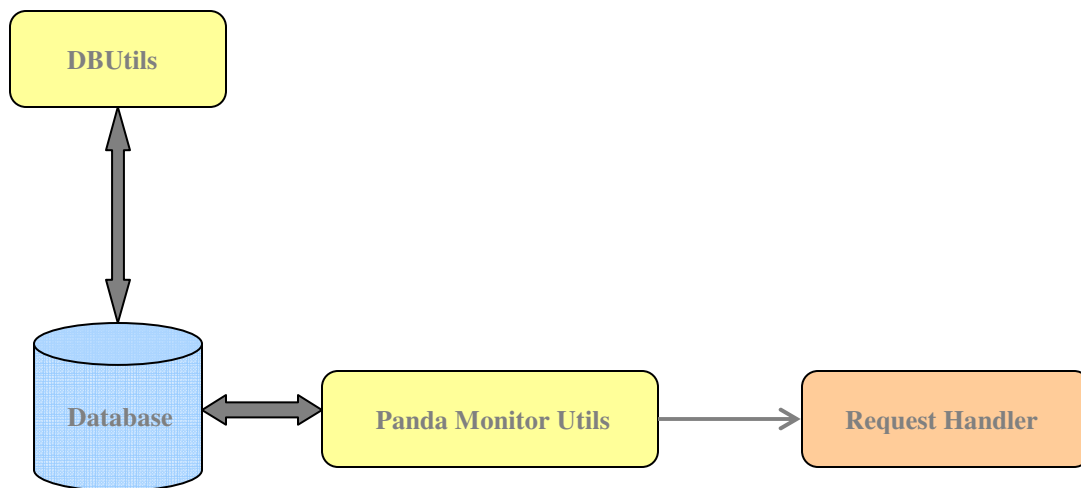 DBUtils
Database
Panda Monitor Utils
Request Handler